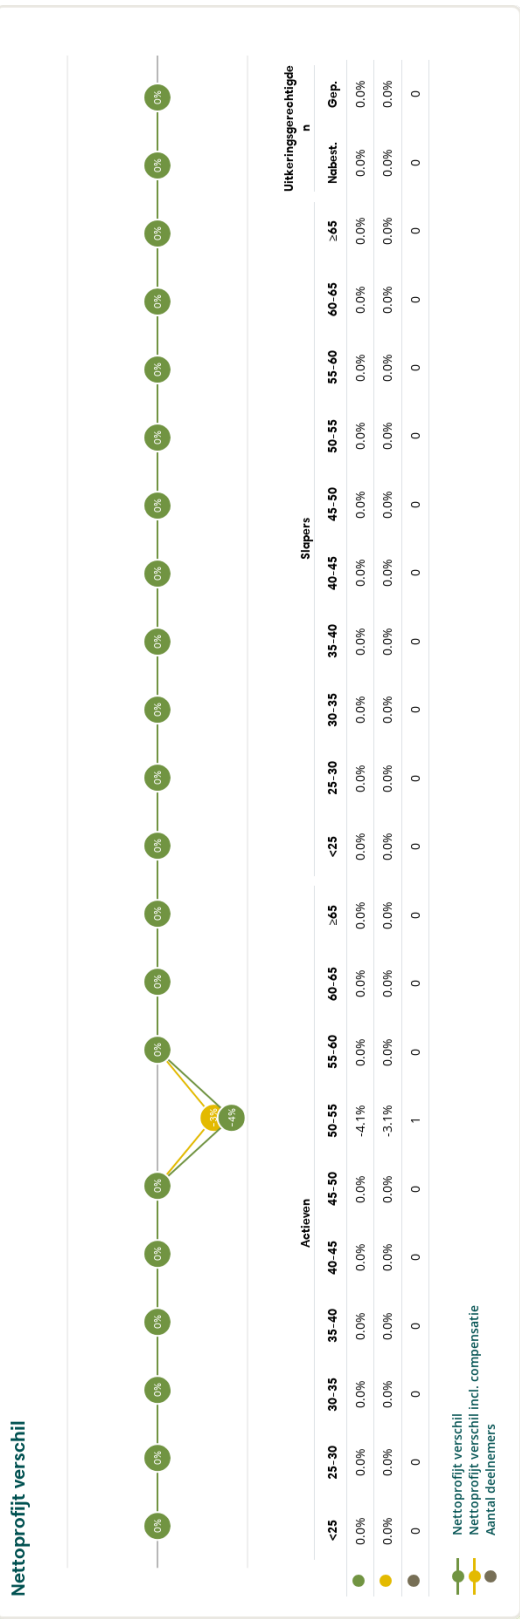 Nettoprofijt verschil
0% 0% 0% 0% 0% 0% 0% 0% 0% 0% 0% 0% 0% 0% 0% 0% 0% 0% 0% 0% 0%
-3%
-4%
Actieven Slapers Uitkeringsgerechtigde
n
<25 25-30 30-35 35-40 40-45 45-50 50-55 55-60 60-65 ≥65 <25 25-30 30-35 35-40 40-45 45-50 50-55 55-60 60-65 ≥65 Nabest. Gep.
0.0% 0.0% 0.0% 0.0% 0.0% 0.0% -4.1% 0.0% 0.0% 0.0% 0.0% 0.0% 0.0% 0.0% 0.0% 0.0% 0.0% 0.0% 0.0% 0.0% 0.0% 0.0%
0.0% 0.0% 0.0% 0.0% 0.0% 0.0% -3.1% 0.0% 0.0% 0.0% 0.0% 0.0% 0.0% 0.0% 0.0% 0.0% 0.0% 0.0% 0.0% 0.0% 0.0% 0.0%
0 0 0 0 0 0 1 0 0 0 0 0 0 0 0 0 0 0 0 0 0 0
Nettoprofijt verschil
Nettoprofijt verschil incl. compensatie
Aantal deelnemers